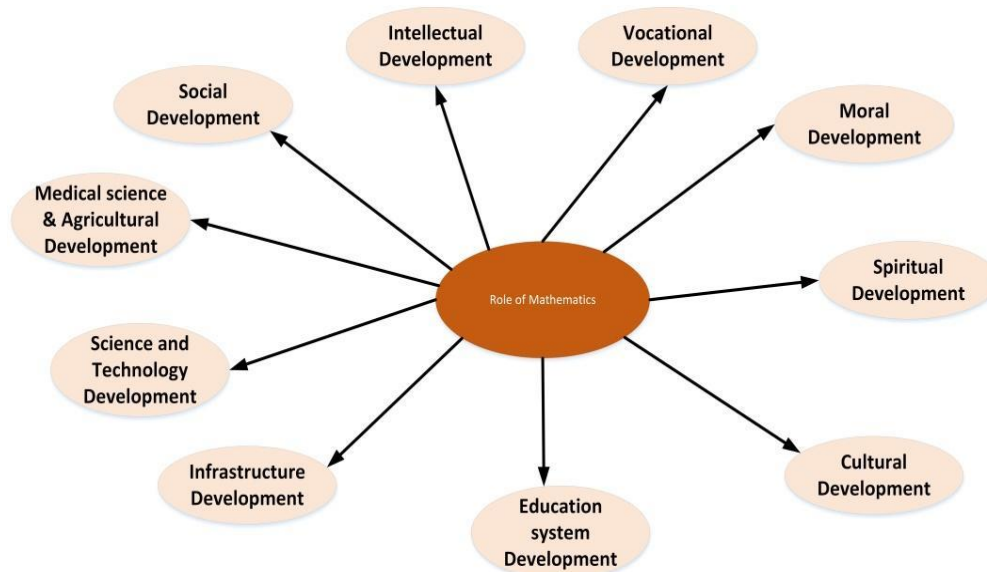 Intellectual
Development
Vocational
Development
Social
Development
Moral
Development
Medical science
& Agricultural
Development
Spiritual
Development
Role of Mathematics
Science and
Technology
Development
Cultural
Development
Infrastructure
Development
Education
system
Development